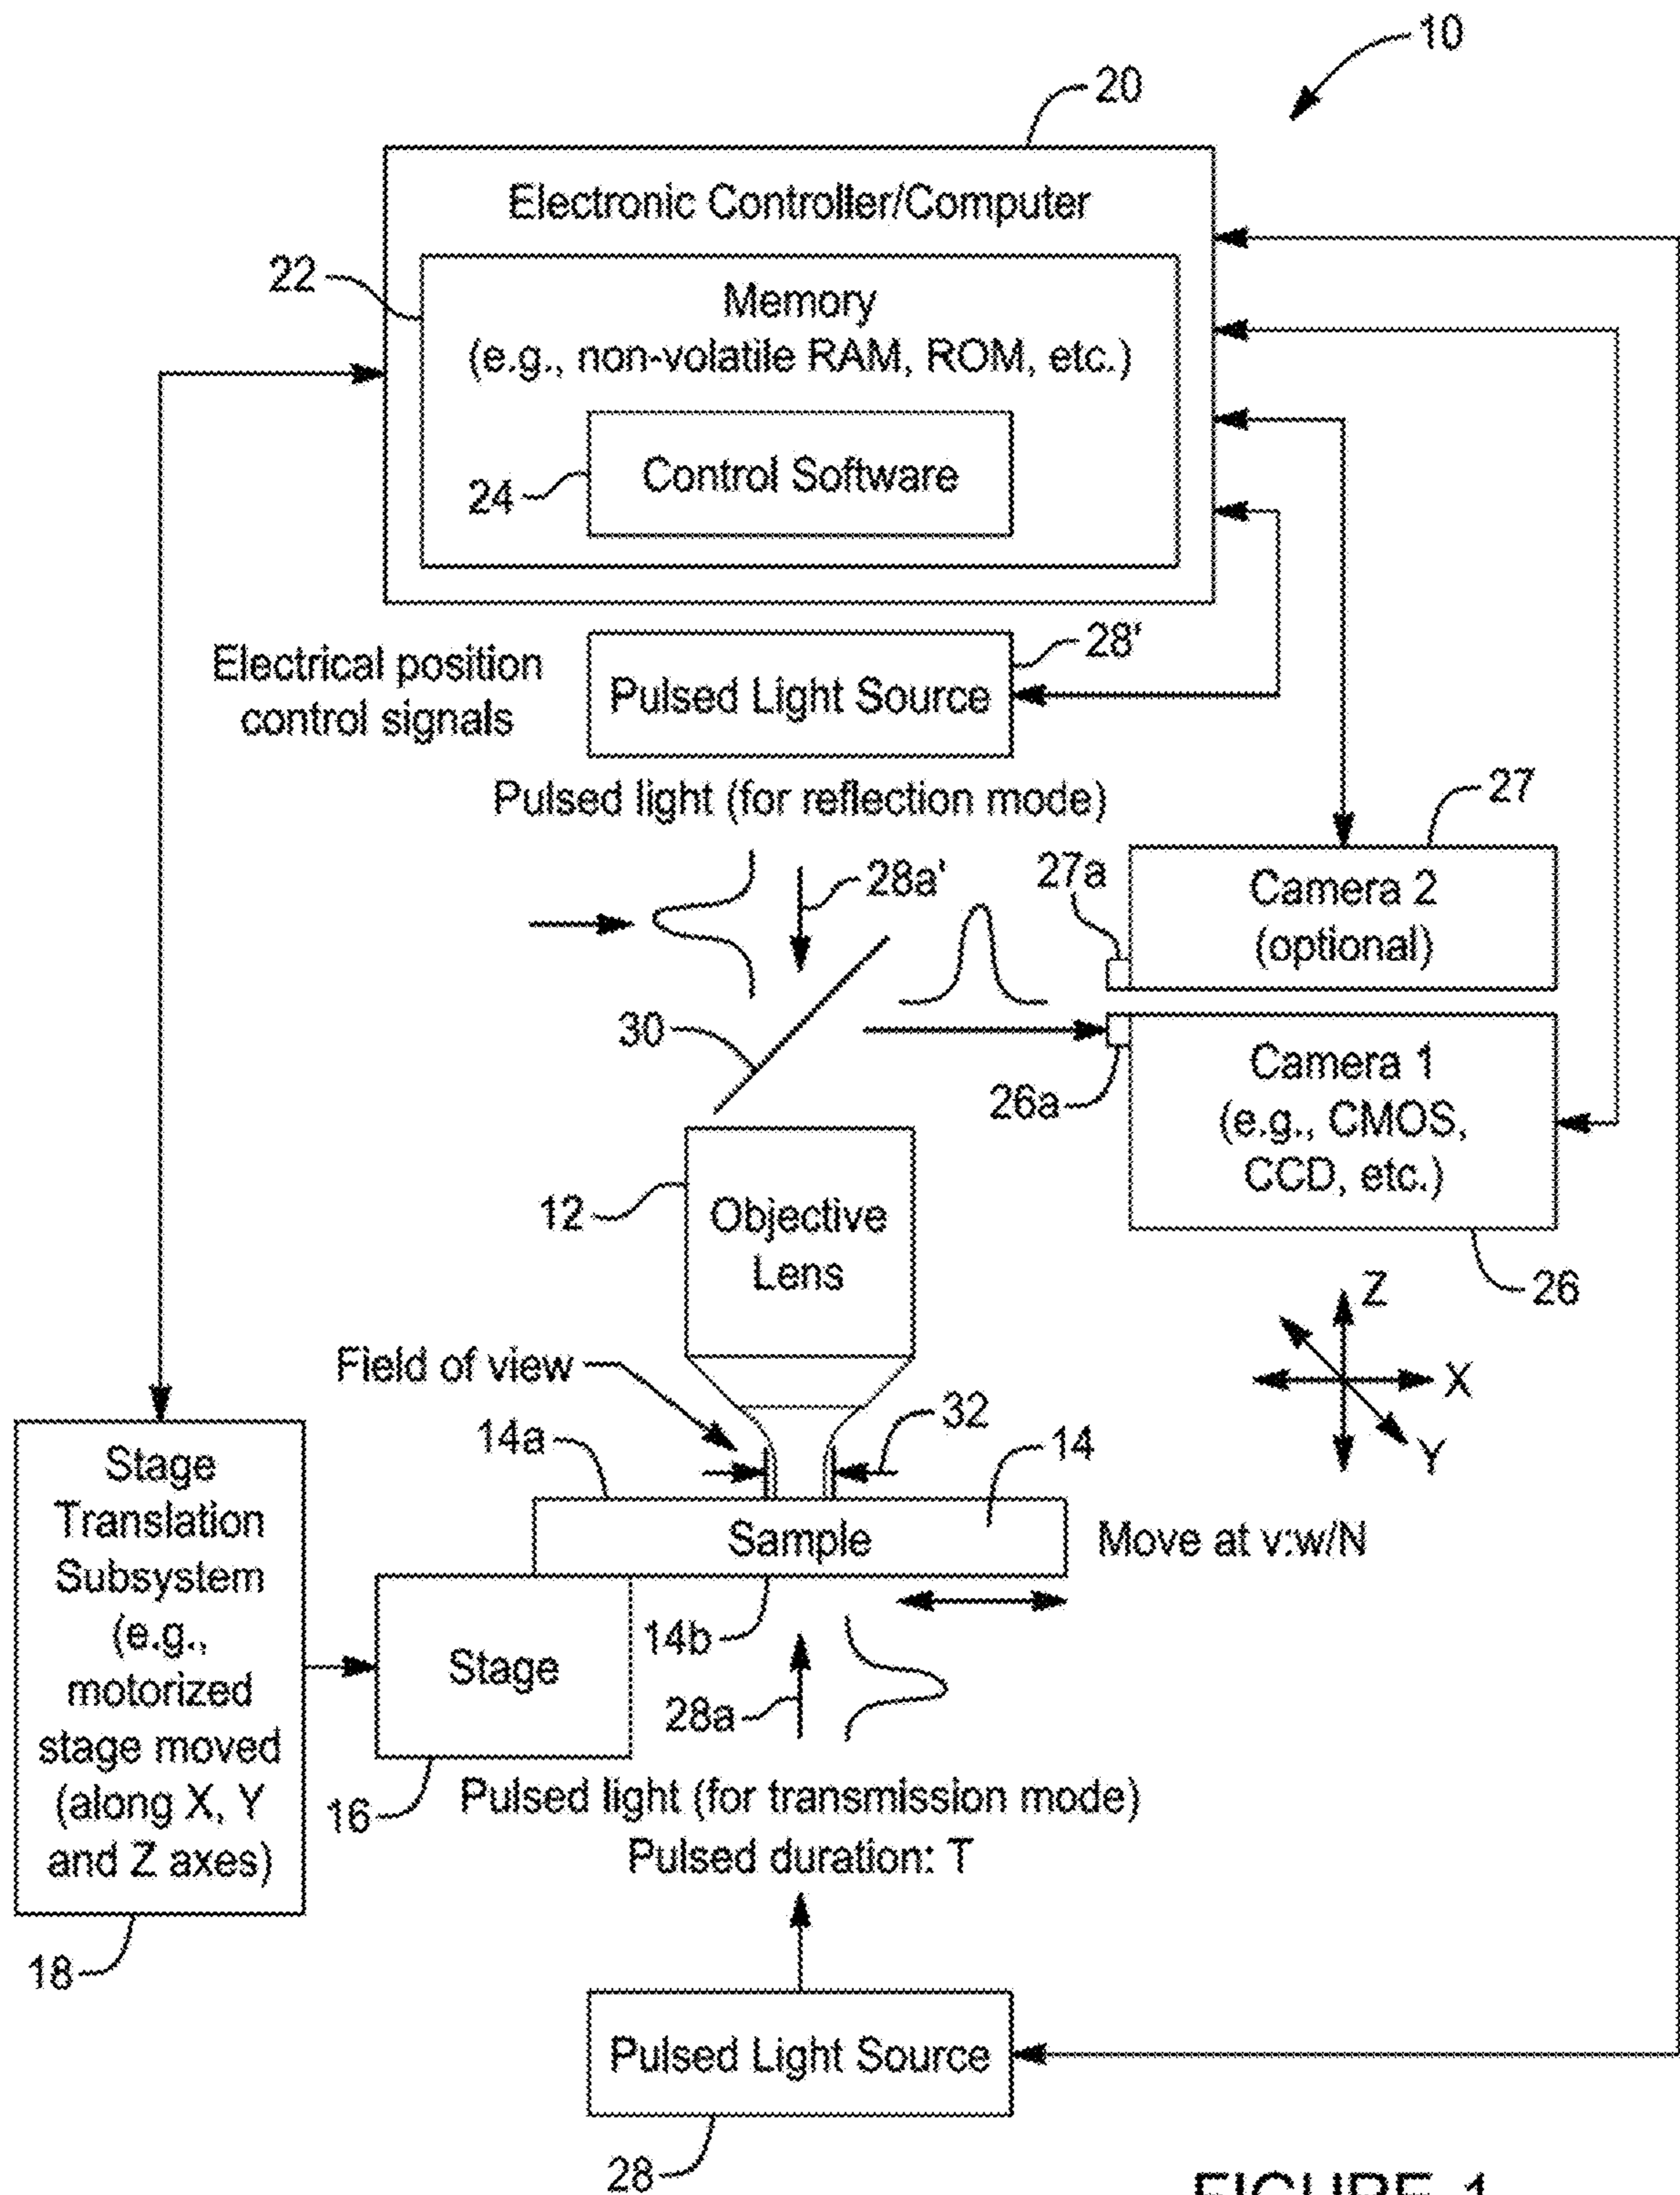 10
20
Electronic Controller/Computer
22
Memory
(e.g., non-volatile RAM, ROM, etc.)
24
Control Software
Electrical position
control signals
28'
Pulsed Light Source
Pulsed light (for reflection mode)
27
27a
28a'
Camera 2
(optional)
30
26a
Camera 1
(e.g., CMOS,
CCD, etc.)
12
Objective
Lens
26
Z
X
Y
Field of view
32
14a
14
Sample
Move at v:w/N
Stage
Translation
Subsystem
(e.g.,
motorized
stage moved
(along X, Y
and Z axes)
14b
Stage
28a
16
Pulsed light (for transmission mode)
Pulsed duration: T
18
Pulsed Light Source
28
FIGURE 1